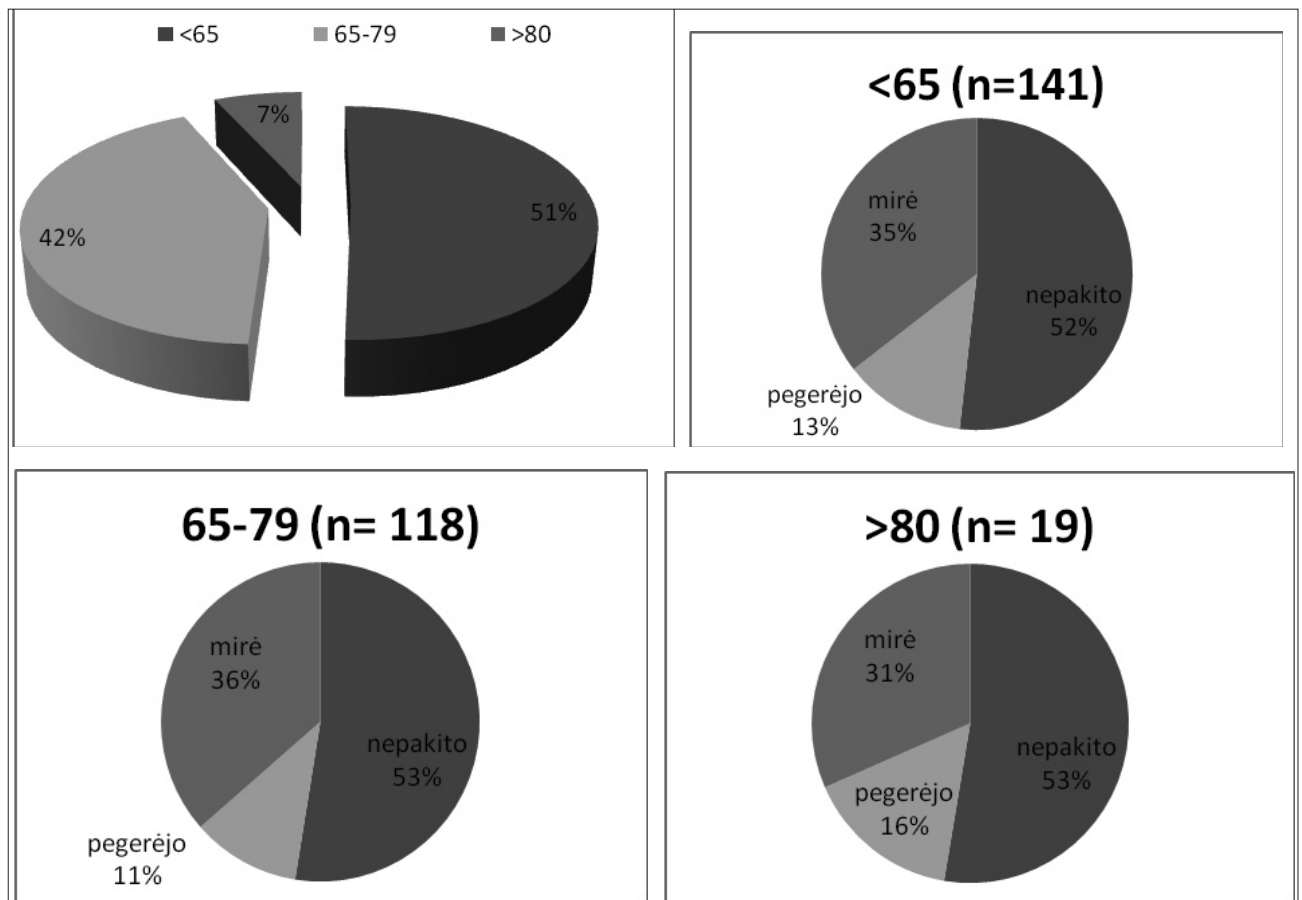 <65 65-79 >80
7%
51%
42%
<65 (n=141)
mirė
35%
nepakito
52%
pegerėjo
13%
65-79 (n= 118)
mirė
36%
nepakito
53%
pegerėjo
11%
>80 (n= 19)
mirė
31%
nepakito
53%
pegerėjo
16%